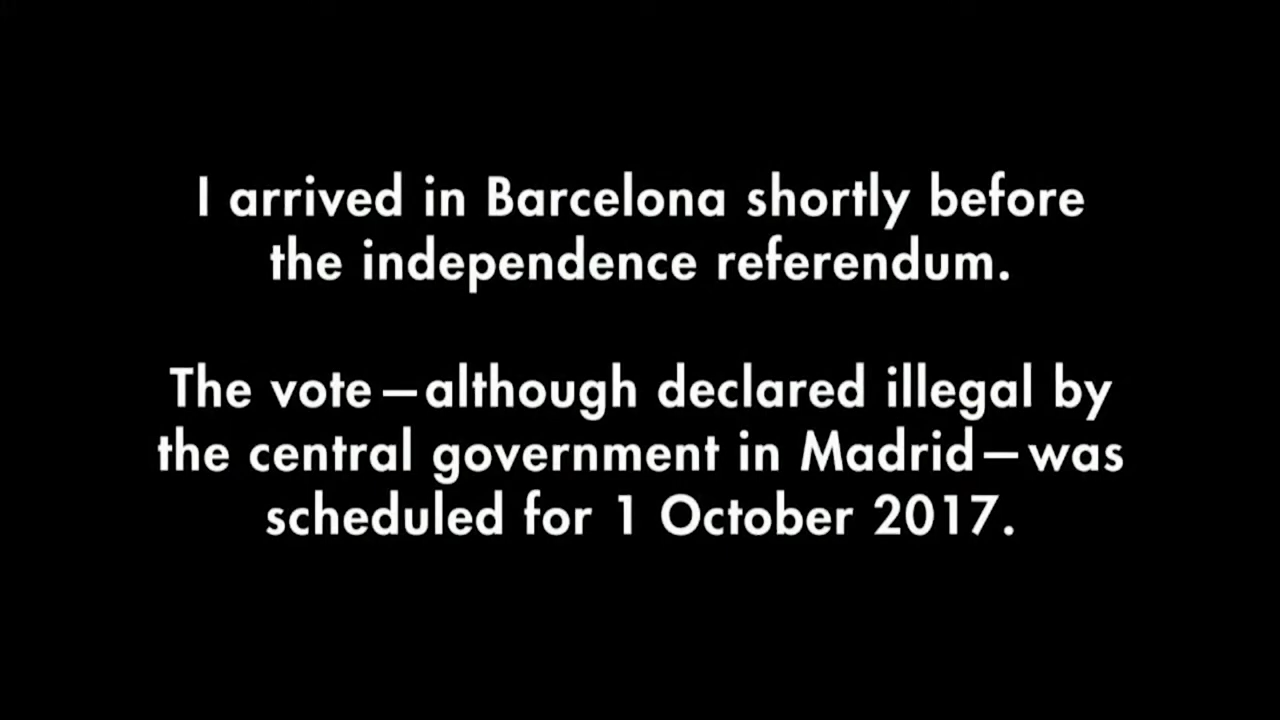 I arrived in Barcelona shortly before
the independence referendum.
The vote—although declared illegal by
the central government in Madrid—was
scheduled for 1 October 2017.